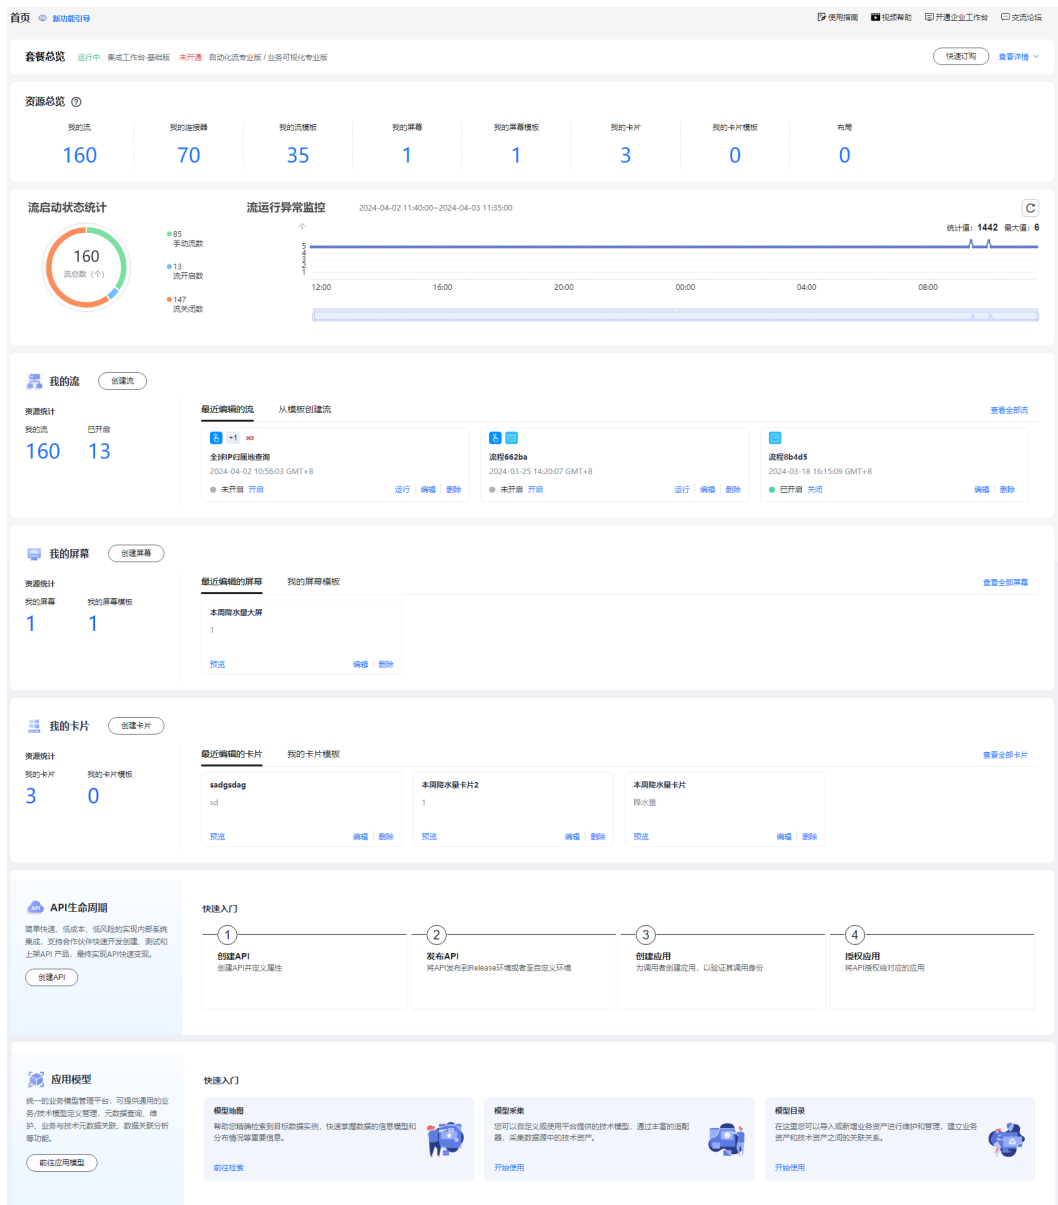 首页 新功能引导 使用指南 视频帮助 开通企业工作台 交流论坛
套餐总览 运行中: 集成工作台-基础版 未开通: 自动化流专业版 / 业务可视化专业版 快速订购 查看详情
资源总览
我的流 我的连接器 我的流模板 我的屏幕 我的屏幕模板 我的卡片 我的卡片模板 布局
160 70 35 1 1 3 0 0
流启动状态统计 流运行异常监控 2024-04-02 11:40:00~2024-04-03 11:35:00
统计值: 1442 最大值: 6
160
流总数（个）
85
手动流数
13
流开启数
147
流关闭数
个
5
4
3
2
1
12:00 16:00 20:00 00:00 04:00 08:00
我的流 创建流
资源统计
我的流 已开启
160 13
最近编辑的流 从模板创建流 查看全部流
+1 363
全球IP归属地查询
2024-04-02 10:56:03 GMT+8
未开启 开启 运行 编辑 删除
流程662ba
2024-03-25 14:20:07 GMT+8
未开启 开启 运行 编辑 删除
流程8b4d5
2024-03-18 16:15:09 GMT+8
已开启 关闭 编辑 删除
我的屏幕 创建屏幕
资源统计
我的屏幕 我的屏幕模板
1 1
最近编辑的屏幕 我的屏幕模板 查看全部屏幕
本周降水量大屏
1
预览 编辑 删除
我的卡片 创建卡片
资源统计
我的卡片 我的卡片模板
3 0
最近编辑的卡片 我的卡片模板 查看全部卡片
sadgsdag
sd
预览 编辑 删除
本周降水量卡片2
1
预览 编辑 删除
本周降水量卡片
降水量
预览 编辑 删除
API
API生命周期
简单快速、低成本、低风险的实现内部系统
集成，支持合作伙伴快速开发创建、测试和
上架API 产品，最终实现API快速变现。
创建API
快速入门
1
创建API
创建API并定义属性
2
发布API
将API发布到Release环境或者至自定义环境
3
创建应用
为调用者创建应用，以验证其调用身份
4
授权应用
将API授权给对应的应用
应用模型
统一的业务模型管理平台，可提供通用的业
务/技术模型定义管理，元数据查询、维
护、业务与技术元数据关联、数据关联分析
等功能。
前往应用模型
快速入门
模型地图
帮助您精确检索到目标数据实例，快速掌握数据的信息模型和
分布情况等重要信息。
前往检索
模型采集
您可以自定义或使用平台提供的技术模型，通过丰富的适配
器，采集数据源中的技术资产。
开始使用
模型目录
在这里您可以导入或新增业务资产进行维护和管理，建立业务
资产和技术资产之间的关联关系。
开始使用